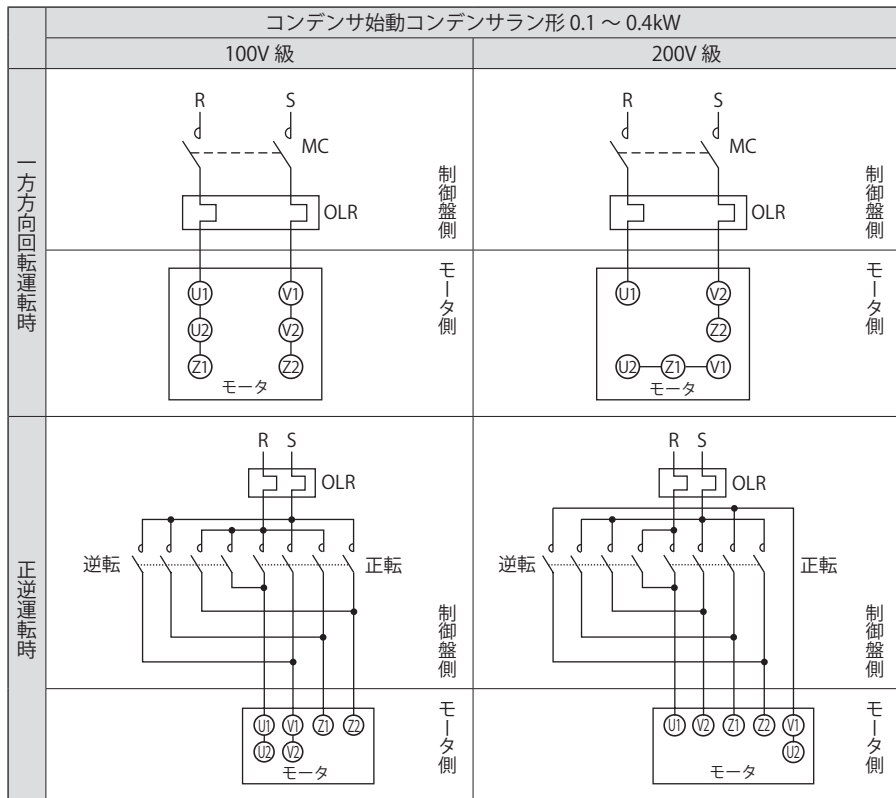 コンデンサ始動コンデンサラン形 0.1 ～ 0.4kW
100V 級
200V 級
一方方向回転運転時
R S
MC
OLR
制御盤側
モータ側
U1 V1
U2 V2
Z1 Z2
モータ
R S
MC
OLR
制御盤側
モータ側
U1 V2
Z2
U2 Z1 V1
モータ
正逆運転時
R S
OLR
逆転 正転
制御盤側
モータ側
U1 V1 Z1 Z2
U2 V2
モータ
R S
OLR
逆転 正転
制御盤側
モータ側
U1 V2 Z1 Z2 V1
U2
モータ